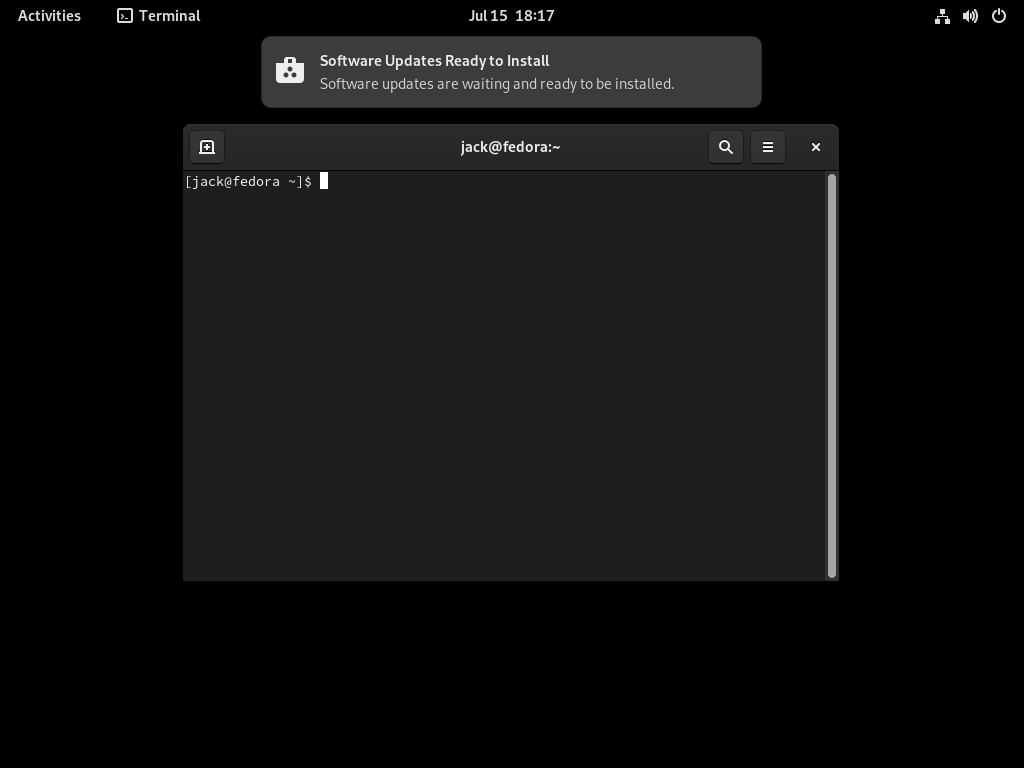 Activities Terminal Jul 15 18:17
Software Updates Ready to Install
Software updates are waiting and ready to be installed.
jack@fedora:~
[jack@fedora ~]$